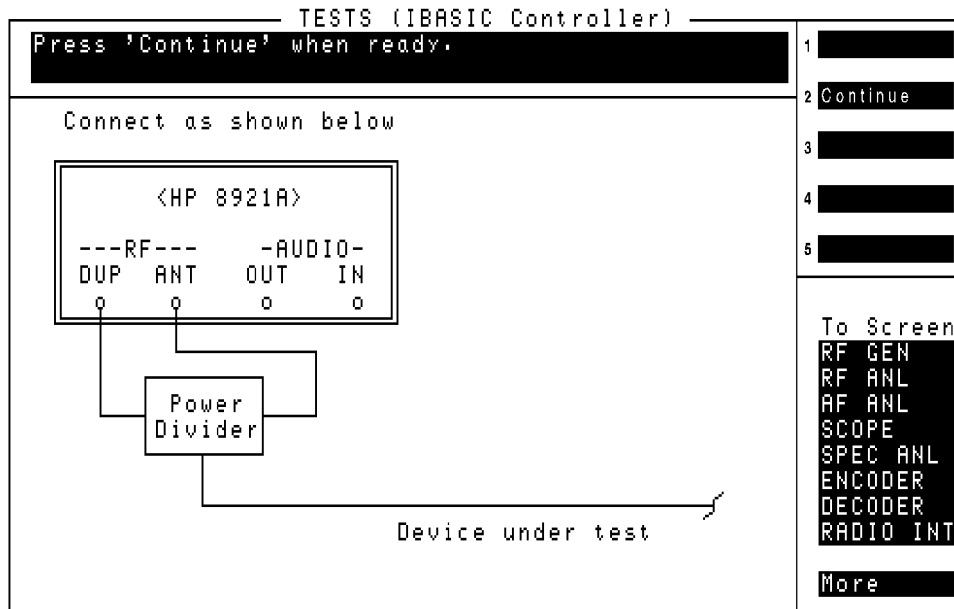 TESTS (IBASIC Controller)
Press 'Continue' when ready.
Connect as shown below
<HP 8921A>
---RF---   -AUDIO-
DUP ANT OUT IN
o o o o
Power
Divider
Device under test
1
2 Continue
3
4
5
To Screen
RF GEN
RF ANL
AF ANL
SCOPE
SPEC ANL
ENCODER
DECODER
RADIO INT
More